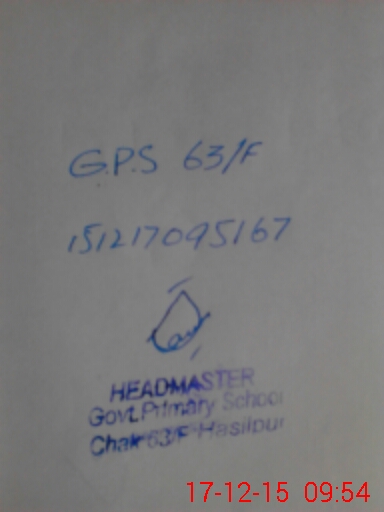 G.P.S 63/F
151217095167
HEADMASTER
Govt.Primary School
Chak 63/F Hasilpur
17-12-15 09:54